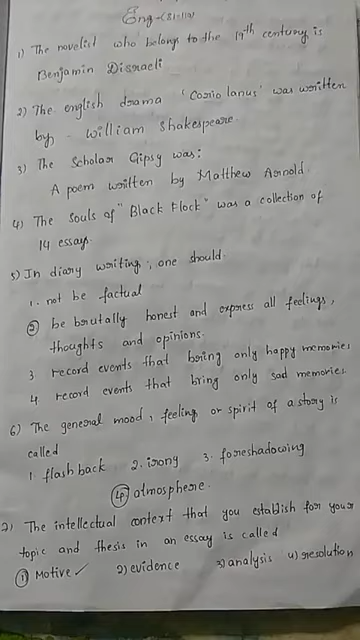 Eng-(S1-119)
1) The novelist who belongs to the 19th century is
Benjamin Disraeli
2) The english drama 'Corio lanus' was written
by - William Shakespeare.
3) The Scholar Gipsy was:
A poem written by Matthew Arnold.
4) The Souls of "Black Flock" was a collection of
14 essays.
5) In diary writing, one should.
1. not be factual
2) be brutally honest and express all feelings,
thoughts and opinions.
3. record events that bring only happy memories
4. record events that bring only sad memories.
6) The general mood, feeling or spirit of a story is
called
1. flash back 2. irony 3. foreshadowing
4) atmosphere.
7) The intellectual context that you establish for your
topic and thesis in an essay is called
1) Motive ✓ 2) evidence 3) analysis 4) resolution